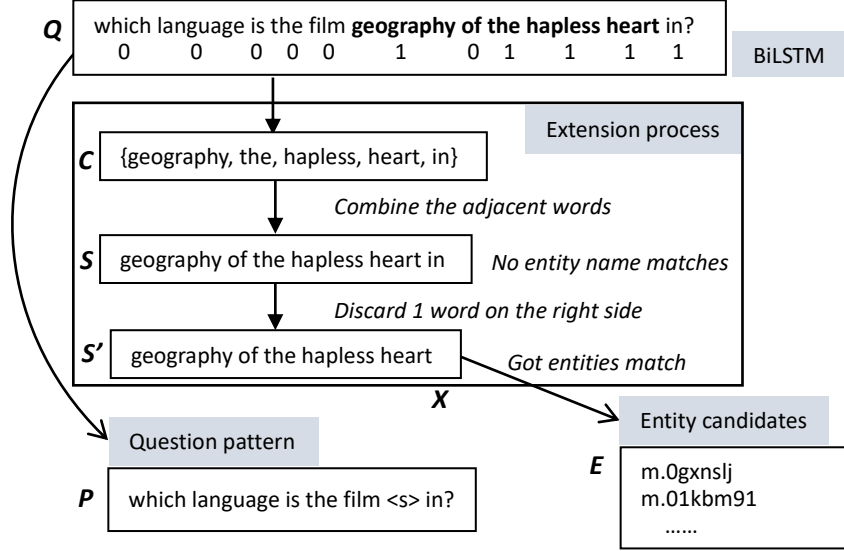 Q
which language is the film geography of the hapless heart in?
0 0 0 0 0 1 0 1 1 1 1
BiLSTM
Extension process
C
{geography, the, hapless, heart, in}
Combine the adjacent words
S
geography of the hapless heart in
No entity name matches
Discard 1 word on the right side
S'
geography of the hapless heart
Got entities match
X
Question pattern
Entity candidates
P
which language is the film <s> in?
E
m.0gxnslj
m.01kbm91
......